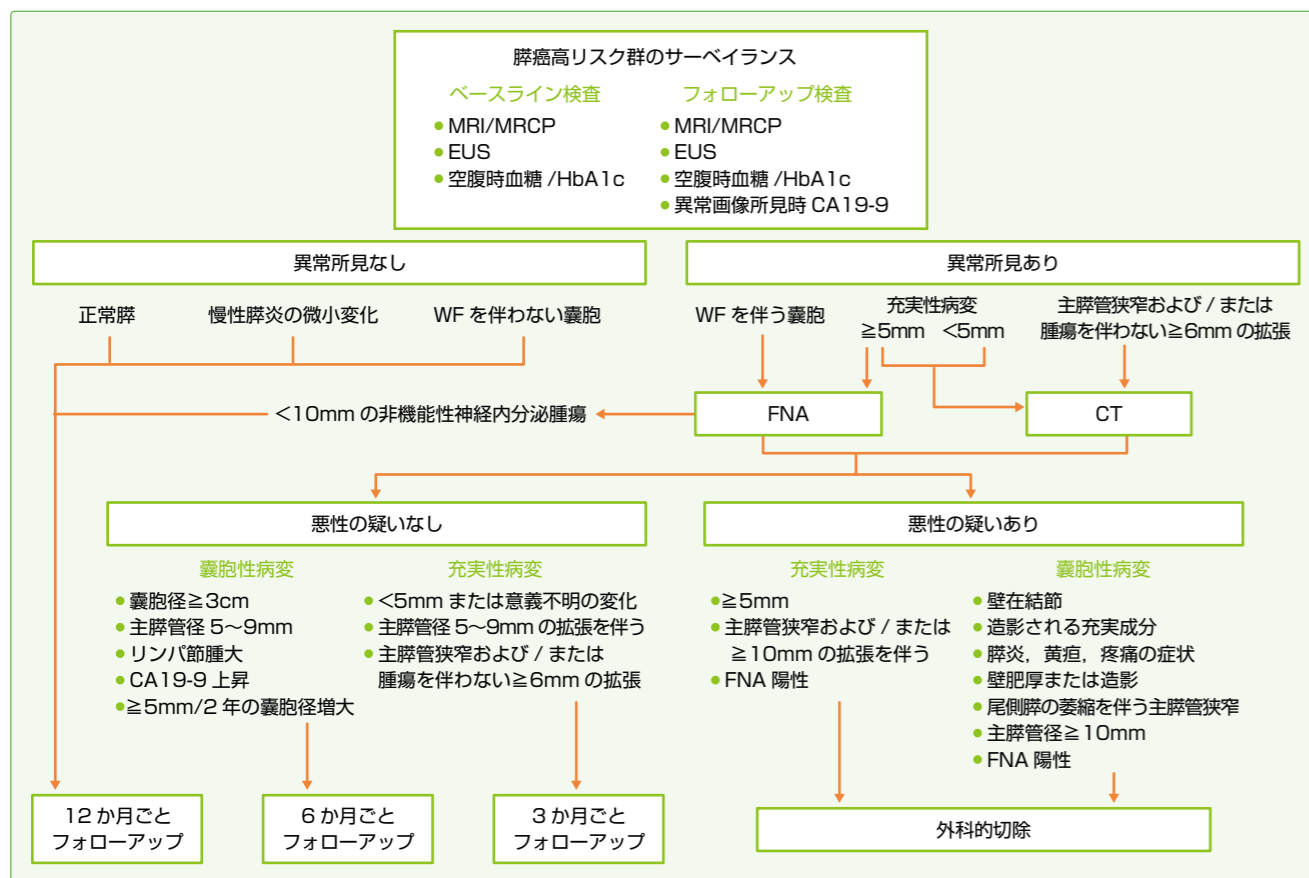 膵癌高リスク群のサーベイランス
ベースライン検査
● MRI/MRCP
● EUS
● 空腹時血糖 /HbA1c
フォローアップ検査
● MRI/MRCP
● EUS
● 空腹時血糖 /HbA1c
● 異常画像所見時 CA19-9
異常所見なし
異常所見あり
正常膵
慢性膵炎の微小変化
WF を伴わない嚢胞
WF を伴う嚢胞
充実性病変
≧5mm <5mm
主膵管狭窄および / または
腫瘍を伴わない≧6mm の拡張
<10mm の非機能性神経内分泌腫瘍
FNA
CT
悪性の疑いなし
悪性の疑いあり
嚢胞性病変
● 嚢胞径≧3cm
● 主膵管径 5〜9mm
● リンパ節腫大
● CA19-9 上昇
●≧5mm/2 年の嚢胞径増大
充実性病変
● <5mm または意義不明の変化
● 主膵管径 5〜9mm の拡張を伴う
● 主膵管狭窄および / または
腫瘍を伴わない≧6mm の拡張
充実性病変
●≧5mm
● 主膵管狭窄および / または
≧10mm の拡張を伴う
● FNA 陽性
嚢胞性病変
● 壁在結節
● 造影される充実成分
● 膵炎，黄疸，疼痛の症状
● 壁肥厚または造影
● 尾側膵の萎縮を伴う主膵管狭窄
● 主膵管径≧10mm
● FNA 陽性
12 か月ごと
フォローアップ
6 か月ごと
フォローアップ
3 か月ごと
フォローアップ
外科的切除